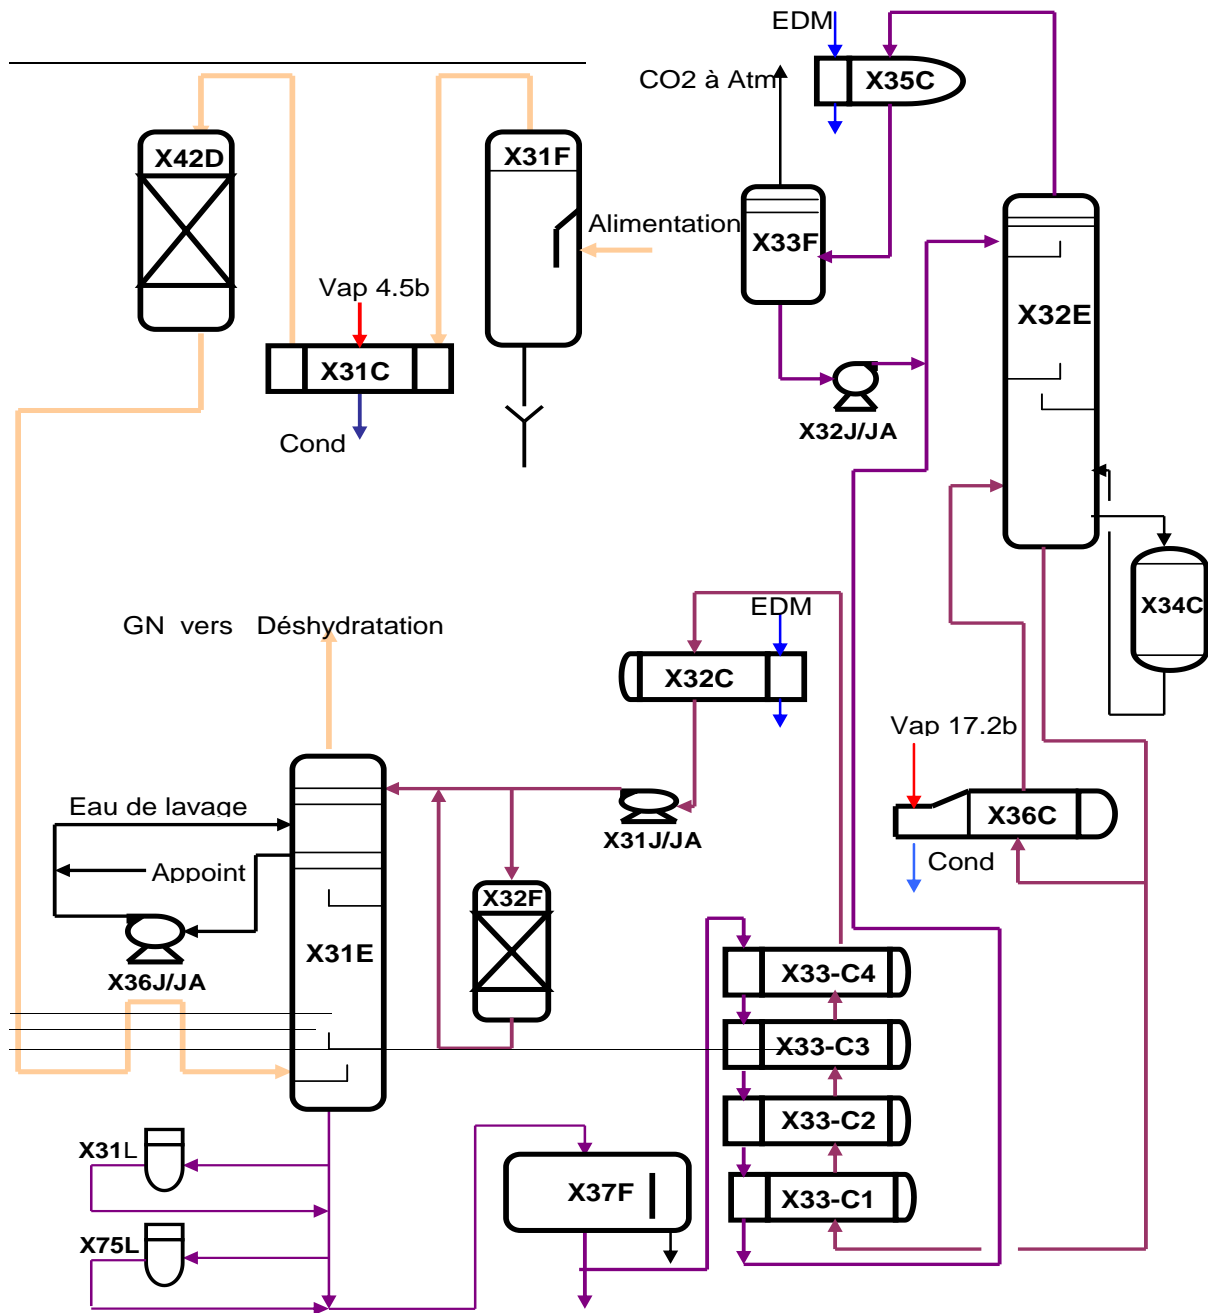 EDM
CO2 à Atm
X35C
X42D
X31F
Alimentation
X33F
Vap 4.5b
X32E
X31C
X32J/JA
Cond
X34C
EDM
GN vers Déshydratation
X32C
Vap 17.2b
Eau de lavage
X31J/JA
X36C
Appoint
Cond
X32F
X31E
X36J/JA
X33-C4
X33-C3
X33-C2
X31L
X37F
X33-C1
X75L